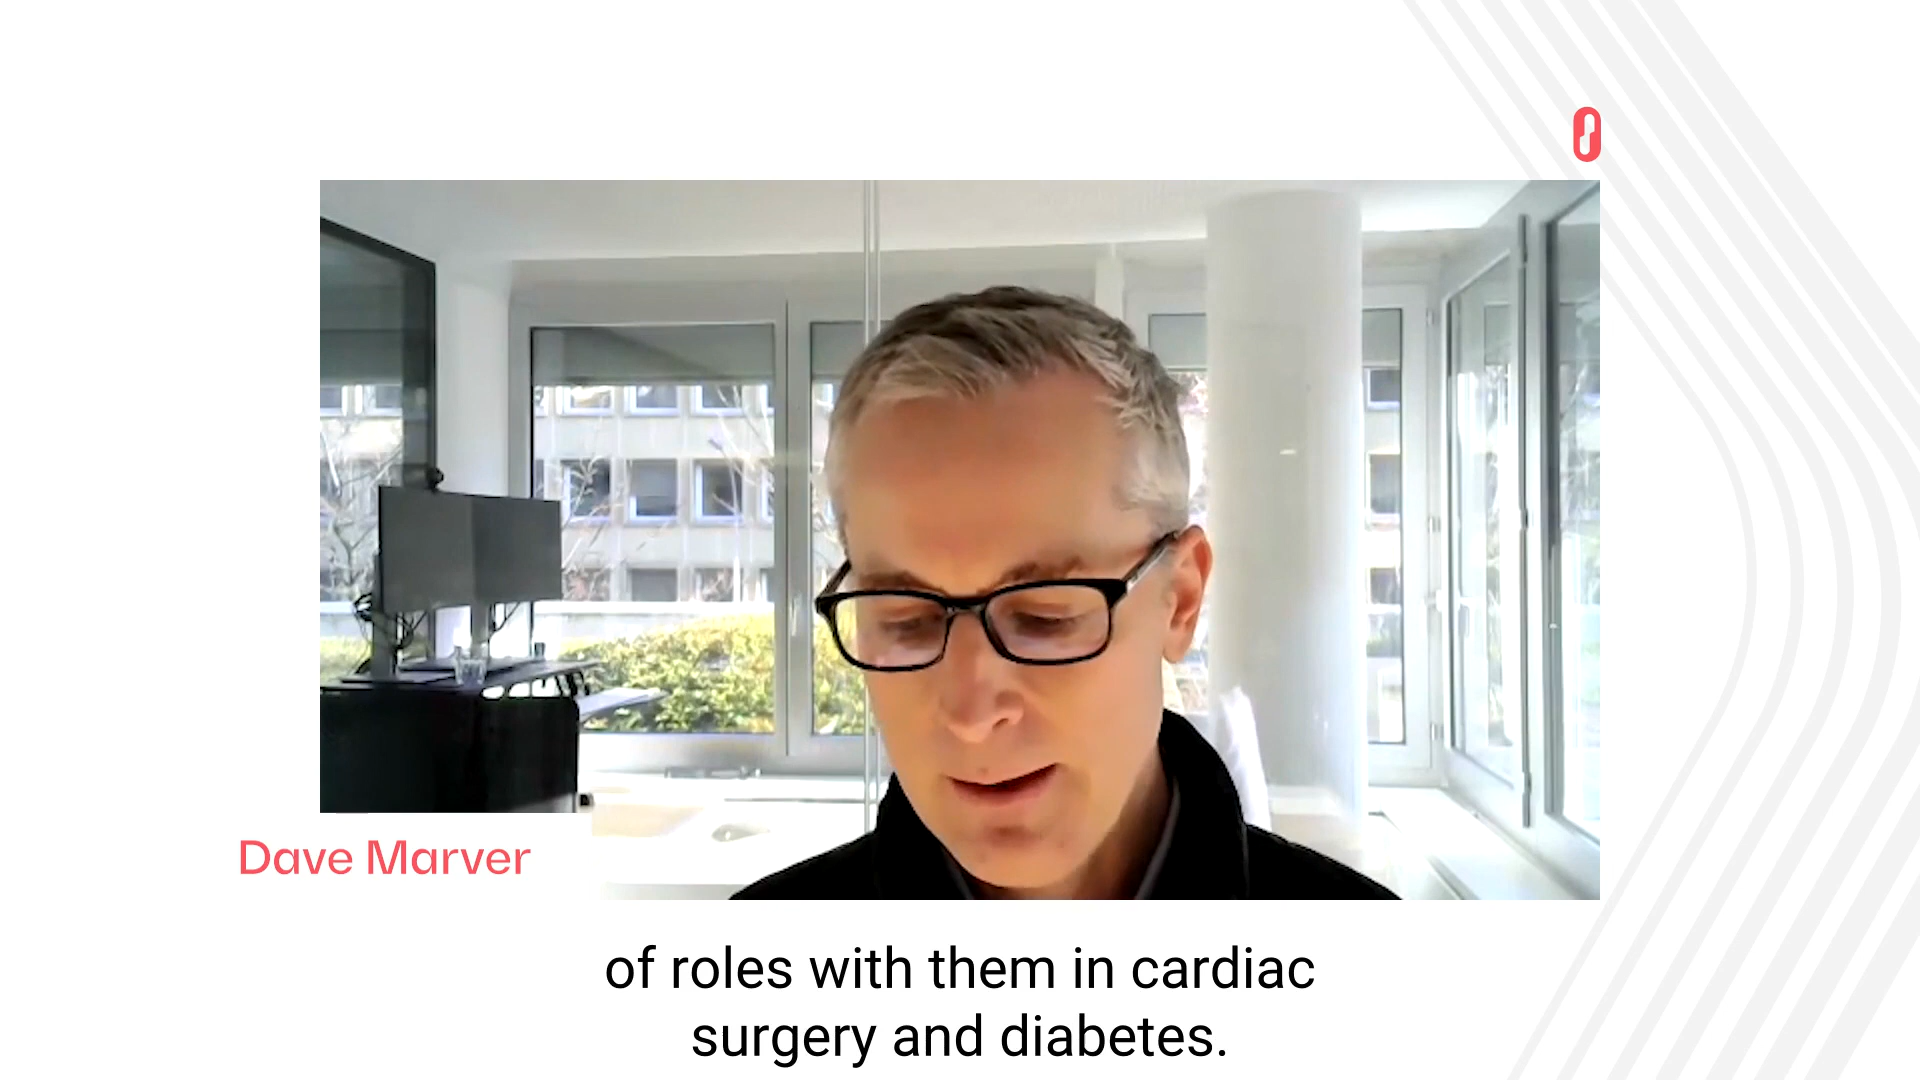 Dave Marver
of roles with them in cardiac
surgery and diabetes.